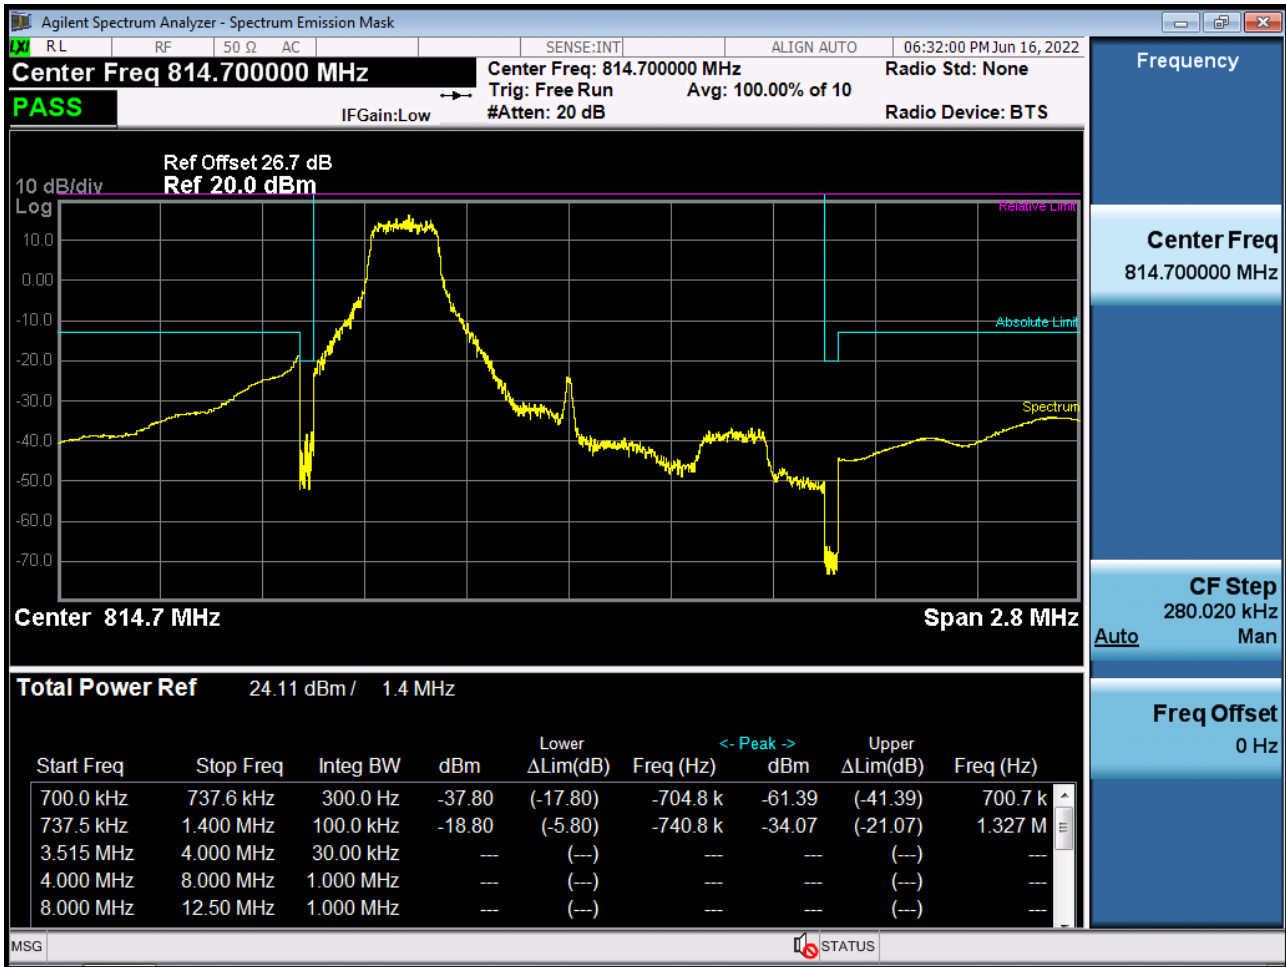 Agilent Spectrum Analyzer - Spectrum Emission Mask
LXI RL RF 50 Ω AC SENSE:INT ALIGN AUTO 06:32:00 PM Jun 16, 2022
Center Freq 814.700000 MHz
Center Freq: 814.700000 MHz Radio Std: None
Trig: Free Run Avg: 100.00% of 10
PASS
IFGain:Low #Atten: 20 dB Radio Device: BTS
Ref Offset 26.7 dB
10 dB/div Ref 20.0 dBm
Log
Relative Limit
10.0
0.00
-10.0
Absolute Limit
-20.0
-30.0
Spectrum
-40.0
-50.0
-60.0
-70.0
Center 814.7 MHz Span 2.8 MHz
Total Power Ref 24.11 dBm / 1.4 MHz
Lower <- Peak -> Upper
Start Freq Stop Freq Integ BW dBm ΔLim(dB) Freq (Hz) dBm ΔLim(dB) Freq (Hz)
700.0 kHz 737.6 kHz 300.0 Hz -37.80 (-17.80) -704.8 k -61.39 (-41.39) 700.7 k
737.5 kHz 1.400 MHz 100.0 kHz -18.80 (-5.80) -740.8 k -34.07 (-21.07) 1.327 M
3.515 MHz 4.000 MHz 30.00 kHz --- (---) --- --- (---) ---
4.000 MHz 8.000 MHz 1.000 MHz --- (---) --- --- (---) ---
8.000 MHz 12.50 MHz 1.000 MHz --- (---) --- --- (---) ---
MSG STATUS
Frequency
Center Freq
814.700000 MHz
CF Step
280.020 kHz
Auto Man
Freq Offset
0 Hz